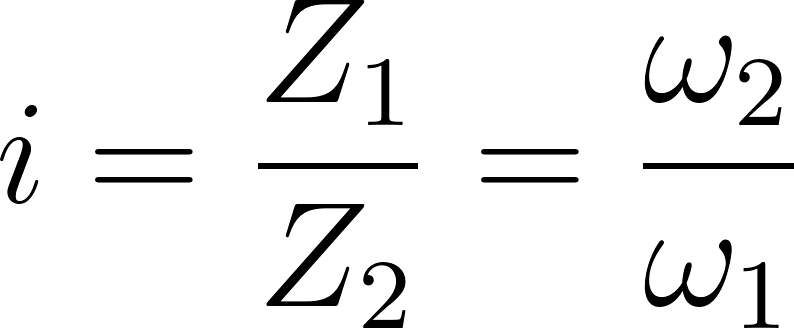 i = Z₁/Z₂ = ω₂/ω₁